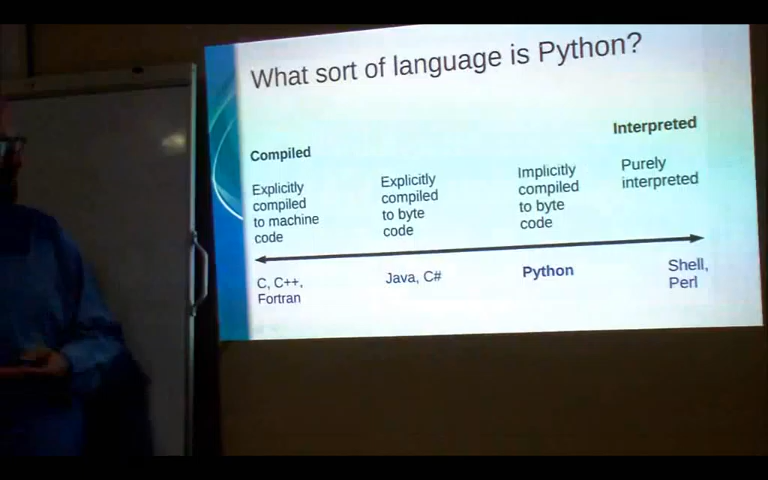 What sort of language is Python?
Interpreted
Compiled
Explicitly
compiled
to machine
code
Explicitly
compiled
to byte
code
Implicitly
compiled
to byte
code
Purely
interpreted
C, C++,
Fortran
Java, C#
Python
Shell,
Perl